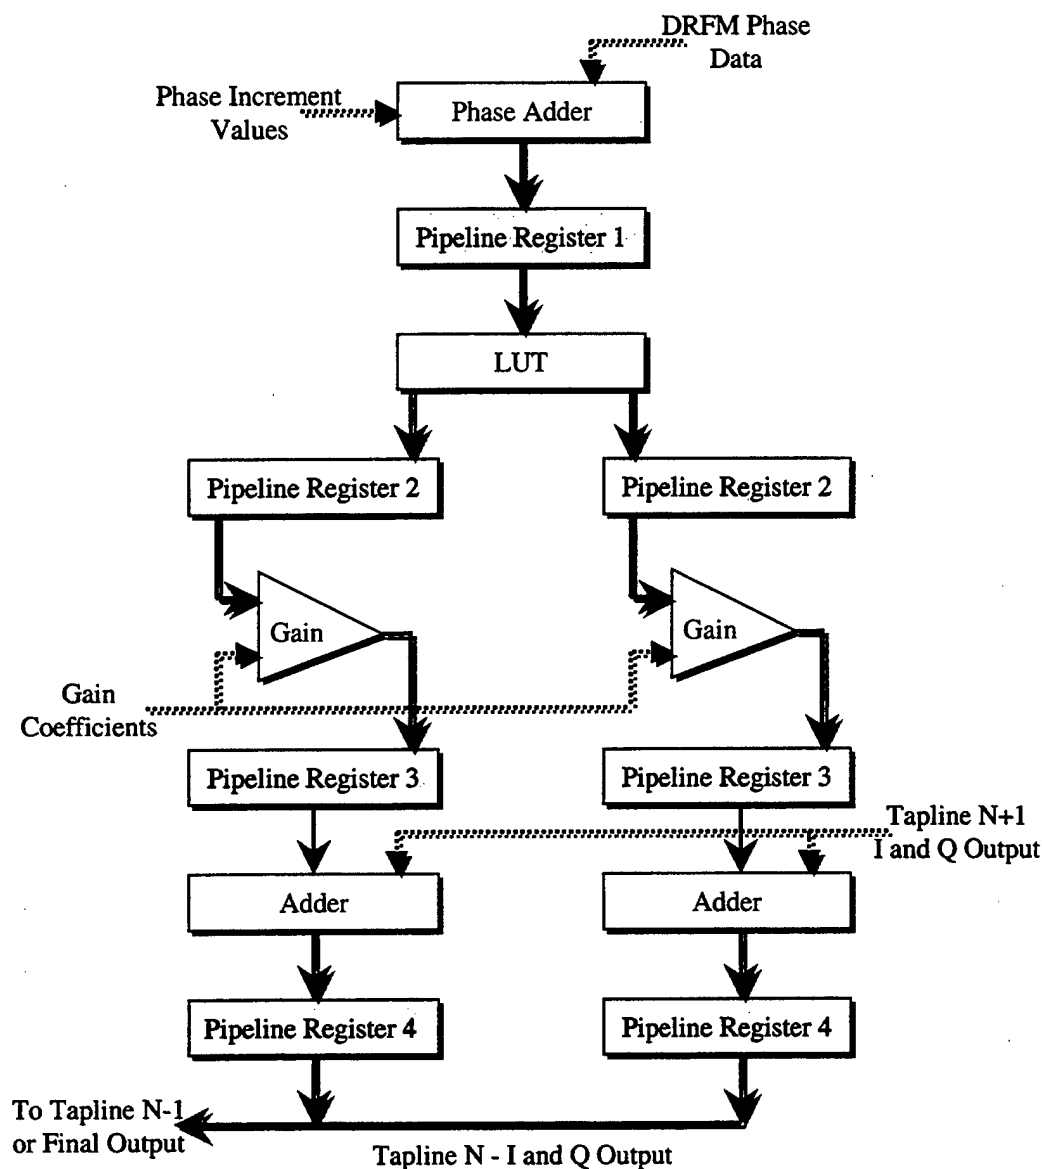 DRFM Phase
Data
Phase Increment
Values
Phase Adder
Pipeline Register 1
LUT
Pipeline Register 2
Pipeline Register 2
Gain
Gain
Gain
Coefficients
Pipeline Register 3
Pipeline Register 3
Tapline N+1
I and Q Output
Adder
Adder
Pipeline Register 4
Pipeline Register 4
To Tapline N-1
or Final Output
Tapline N - I and Q Output